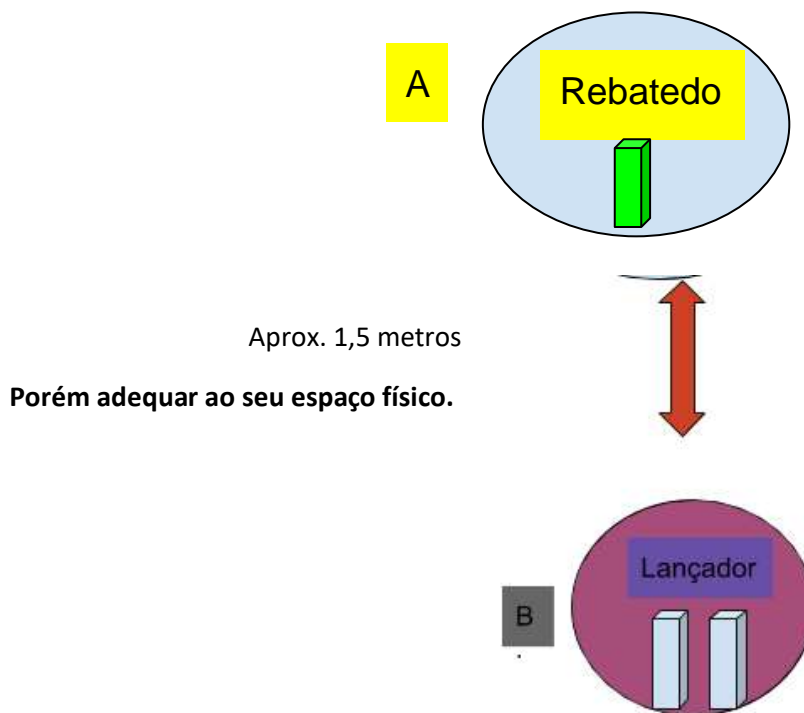 A
Rebatedo
Aprox. 1,5 metros
Porém adequar ao seu espaço físico.
Lançador
B
.